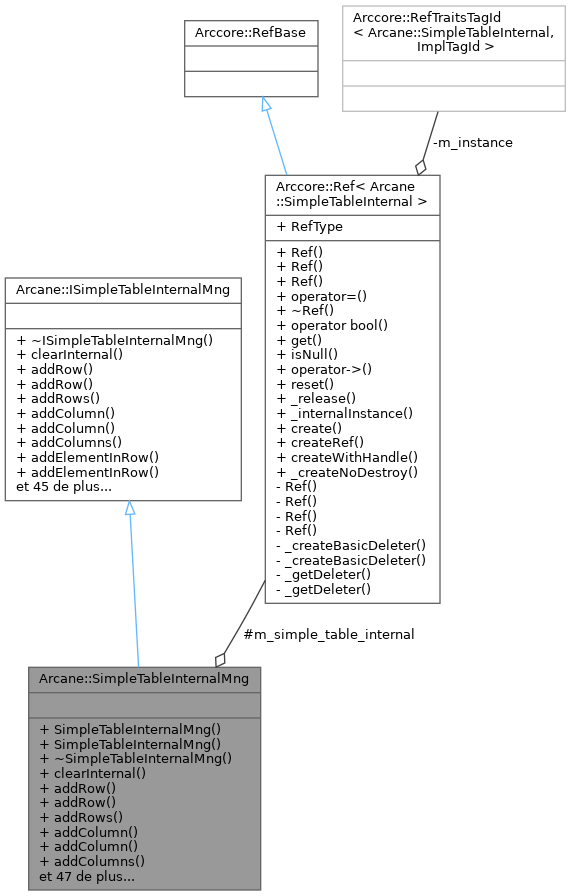 Arccore::RefBase
Arccore::RefTraitsTagId
< Arcane::SimpleTableInternal,
ImplTagId >
-m_instance
Arccore::Ref< Arcane
::SimpleTableInternal >
+ RefType
+ Ref()
+ Ref()
+ Ref()
+ operator=()
+ ~Ref()
+ operator bool()
+ get()
+ isNull()
+ operator->()
+ reset()
+ _release()
+ _internalInstance()
+ create()
+ createRef()
+ createWithHandle()
+ _createNoDestroy()
- Ref()
- Ref()
- Ref()
- Ref()
- _createBasicDeleter()
- _createBasicDeleter()
- _getDeleter()
- _getDeleter()
Arcane::ISimpleTableInternalMng
+ ~ISimpleTableInternalMng()
+ clearInternal()
+ addRow()
+ addRow()
+ addRows()
+ addColumn()
+ addColumn()
+ addColumns()
+ addElementInRow()
+ addElementInRow()
et 45 de plus...
#m_simple_table_internal
Arcane::SimpleTableInternalMng
+ SimpleTableInternalMng()
+ SimpleTableInternalMng()
+ ~SimpleTableInternalMng()
+ clearInternal()
+ addRow()
+ addRow()
+ addRows()
+ addColumn()
+ addColumn()
+ addColumns()
et 47 de plus...